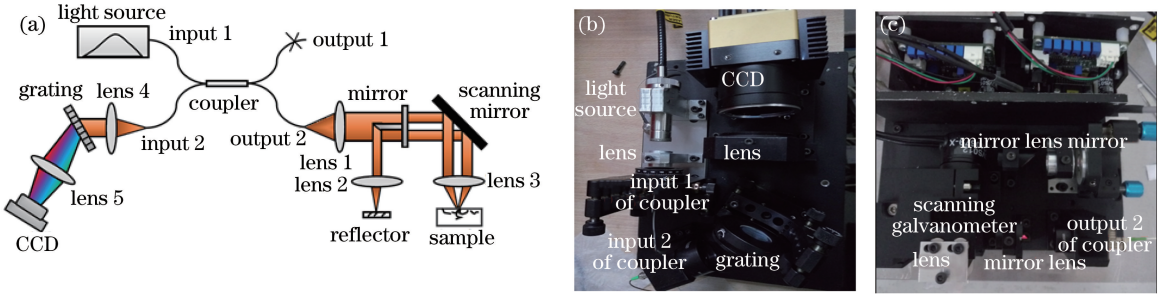 (a)
light source
input 1
output 1
grating
lens 4
coupler
mirror
scanning
mirror
input 2
output 2
lens 1
lens 2
lens 3
lens 5
CCD
reflector
sample
(b)
CCD
light
source
lens
lens
input 1
of coupler
input 2
of coupler
grating
(c)
mirror lens mirror
scanning
galvanometer
output 2
of coupler
lens
mirror lens